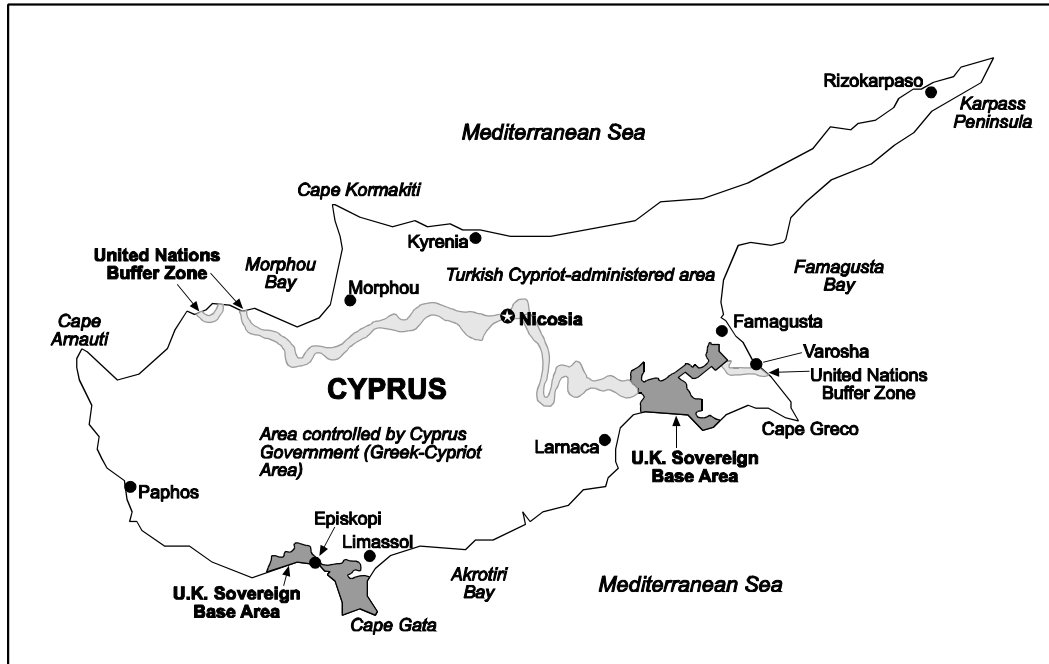 Rizokarpaso
Karpass
Peninsula
Mediterranean Sea
Cape Kormakiti
Kyrenia
United Nations
Buffer Zone
Morphou
Bay
Turkish Cypriot-administered area
Famagusta
Bay
Morphou
Cape
Arnauti
Nicosia
Famagusta
Varosha
United Nations
Buffer Zone
CYPRUS
Cape Greco
Area controlled by Cyprus
Government (Greek-Cypriot
Area)
Larnaca
U.K. Sovereign
Base Area
Paphos
Episkopi
Limassol
Akrotiri
Bay
Mediterranean Sea
U.K. Sovereign
Base Area
Cape Gata